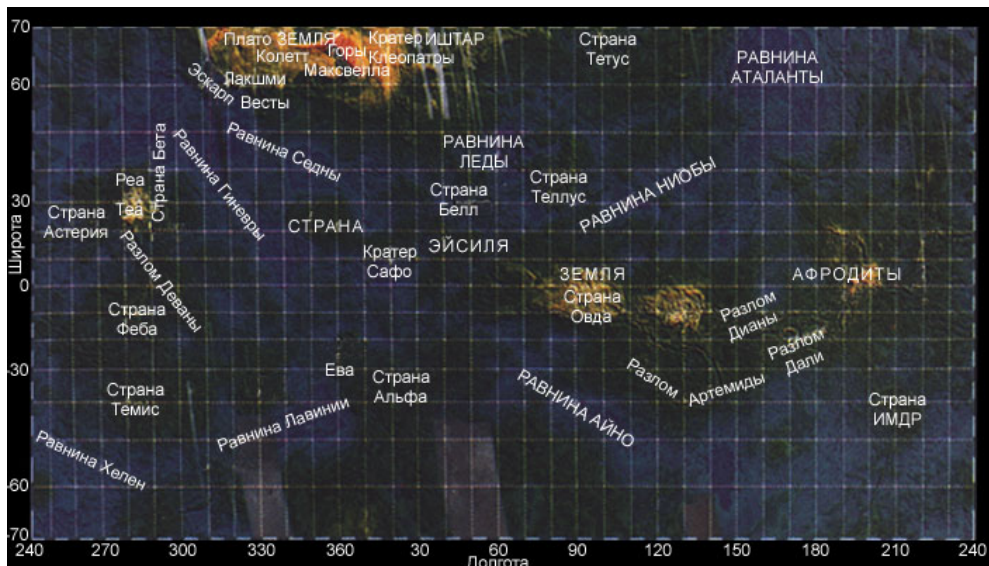 70
Плато ЗЕМЛЯ
Колетт
Лакшми
Горы
Максвелла
Кратер
Клеопатры
ИШТАР
Страна
Тетус
РАВНИНА
АТАЛАНТЫ
60
Эскарп
Весты
Равнина Седны
РАВНИНА
ЛЕДЫ
Страна Бета
Равнина Гиневры
Реа
Теа
Страна
Астерия
30
Широта
Страна
Белл
Страна
Теллус
РАВНИНА НИОБЫ
СТРАНА
ЭЙСИЛЯ
Кратер
Сафо
Разлом Деваны
0
ЗЕМЛЯ
АФРОДИТЫ
Страна
Овда
Страна
Феба
Разлом
Дианы
Разлом
Дали
-30
Ева
Страна
Альфа
Разлом
Артемиды
Страна
Темис
РАВНИНА АЙНО
Страна
ИМДР
Равнина Лавинии
Равнина Хелен
-60
-70
240 270 300 330 360 30 60 90 120 150 180 210 240
Долгота